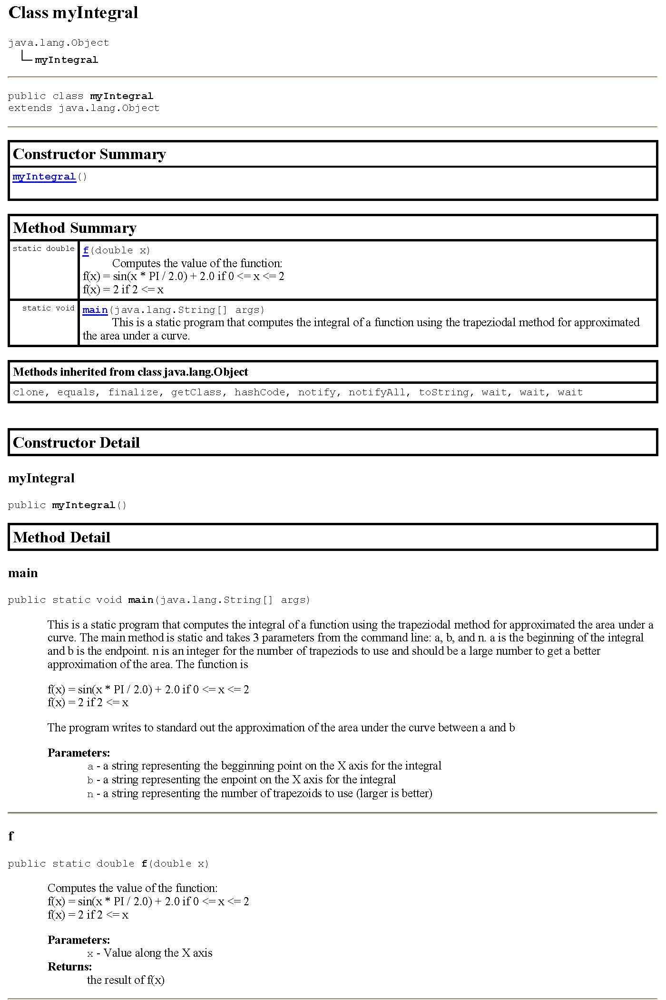 Class myIntegral
java.lang.Object
myIntegral
public class myIntegral
extends java.lang.Object
Constructor Summary
myIntegral()
Method Summary
static double
f(double x)
Computes the value of the function:
f(x) = sin(x * PI / 2.0) + 2.0 if 0 <= x <= 2
f(x) = 2 if 2 <= x
static void
main(java.lang.String[] args)
This is a static program that computes the integral of a function using the trapeziodal method for approximated
the area under a curve.
Methods inherited from class java.lang.Object
clone, equals, finalize, getClass, hashCode, notify, notifyAll, toString, wait, wait, wait
Constructor Detail
myIntegral
public myIntegral()
Method Detail
main
public static void main(java.lang.String[] args)
This is a static program that computes the integral of a function using the trapeziodal method for approximated the area under a
curve. The main method is static and takes 3 parameters from the command line: a, b, and n. a is the beginning of the integral
and b is the endpoint. n is an integer for the number of trapeziods to use and should be a large number to get a better
approximation of the area. The function is
f(x) = sin(x * PI / 2.0) + 2.0 if 0 <= x <= 2
f(x) = 2 if 2 <= x
The program writes to standard out the approximation of the area under the curve between a and b
Parameters:
a - a string representing the begginning point on the X axis for the integral
b - a string representing the enpoint on the X axis for the integral
n - a string representing the number of trapezoids to use (larger is better)
f
public static double f(double x)
Computes the value of the function:
f(x) = sin(x * PI / 2.0) + 2.0 if 0 <= x <= 2
f(x) = 2 if 2 <= x
Parameters:
x - Value along the X axis
Returns:
the result of f(x)